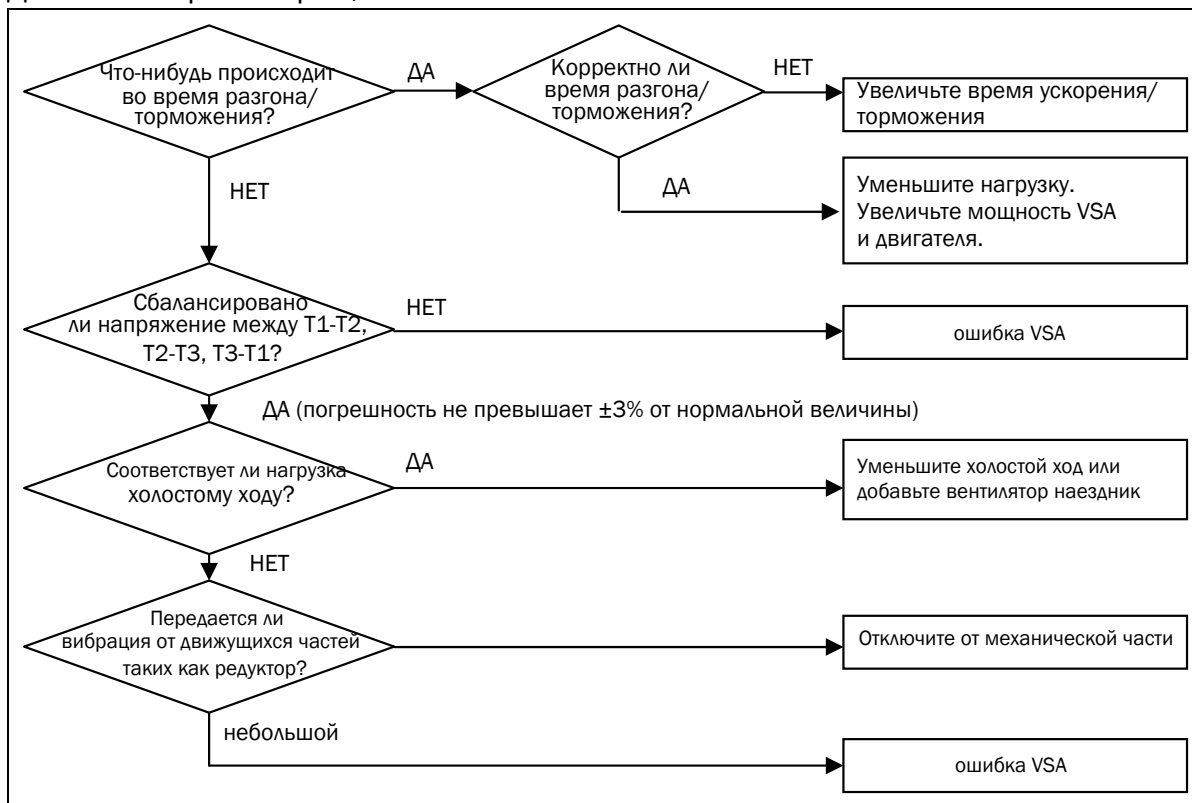 Что-нибудь происходит
во время разгона/
торможения?
ДА
Корректно ли
время разгона/
торможения?
НЕТ
Увеличьте время ускорения/
торможения
НЕТ
ДА
Уменьшите нагрузку.
Увеличьте мощность VSA
и двигателя.
Сбалансировано
ли напряжение между Т1-Т2,
Т2-Т3, Т3-Т1?
НЕТ
ошибка VSA
ДА (погрешность не превышает ±3% от нормальной величины)
Соответствует ли нагрузка
холостому ходу?
ДА
Уменьшите холостой ход или
добавьте вентилятор наездник
НЕТ
Передается ли
вибрация от движущихся частей
таких как редуктор?
Отключите от механической части
небольшой
ошибка VSA